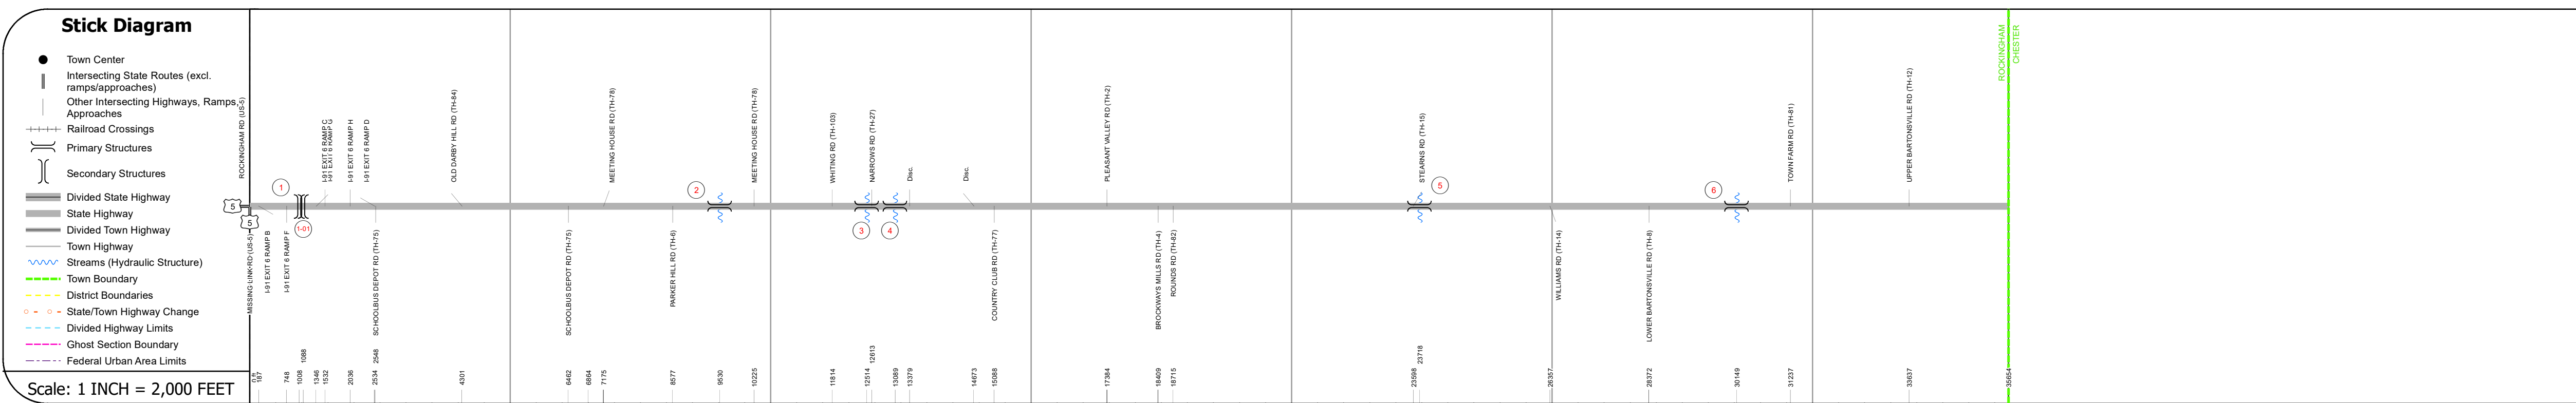 Stick Diagram
Town Center
Intersecting State Routes (excl.
ramps/approaches)
Other Intersecting Highways, Ramps,
Approaches
Railroad Crossings
Primary Structures
Secondary Structures
Divided State Highway
State Highway
Divided Town Highway
Town Highway
Streams (Hydraulic Structure)
Town Boundary
District Boundaries
State/Town Highway Change
Divided Highway Limits
Ghost Section Boundary
Federal Urban Area Limits
Scale: 1 INCH = 2,000 FEET
ROCKINGHAM RD (US-5)
I-91 EXIT 6 RAMP C
I-91 EXIT 6 RAMP G
I-91 EXIT 6 RAMP H
I-91 EXIT 6 RAMP D
OLD DARBY HILL RD (TH-84)
MEETING HOUSE RD (TH-78)
MEETING HOUSE RD (TH-78)
WHITING RD (TH-103)
NARROWS RD (TH-27)
Disc.
Disc.
PLEASANT VALLEY RD (TH-2)
STEARNS RD (TH-15)
TOWN FARM RD (TH-81)
UPPER BARTONSVILLE RD (TH-12)
ROCKINGHAM
CHESTER
5
5
1
1-01
2
3
4
5
6
MISSING LINK RD (US-5)
I-91 EXIT 6 RAMP B
I-91 EXIT 6 RAMP F
SCHOOLBUS DEPOT RD (TH-75)
SCHOOLBUS DEPOT RD (TH-75)
PARKER HILL RD (TH-6)
COUNTRY CLUB RD (TH-77)
BROCKWAYS MILLS RD (TH-4)
ROUNDS RD (TH-82)
WILLIAMS RD (TH-14)
LOWER BARTONSVILLE RD (TH-8)
187
748
1008
1088
1346
1532
2036
2534
2548
4301
6462
6864
7175
8577
9530
10225
11814
12514
12613
13089
13379
14673
15088
17384
18409
18715
23598
23718
26357
28372
30149
31237
33637
35654